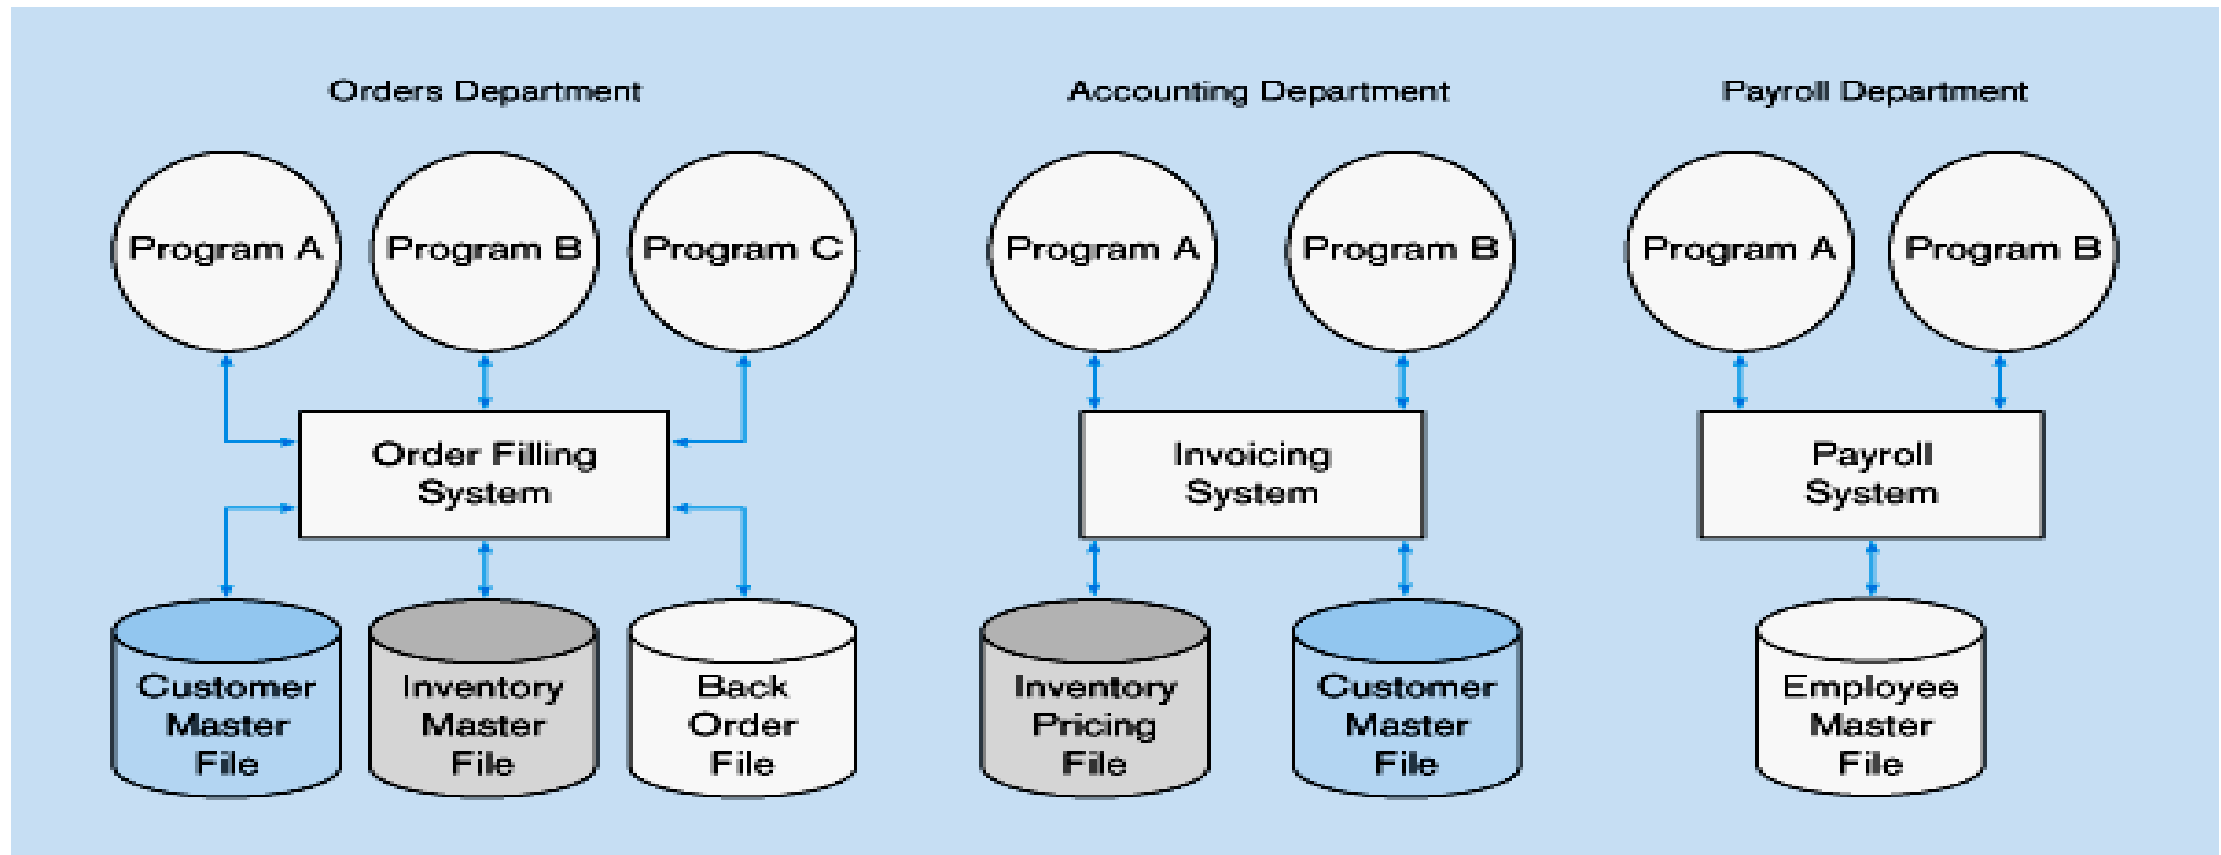 Orders Department
Accounting Department
Payroll Department
Program A
Program B
Program C
Program A
Program B
Program A
Program B
Order Filling
System
Invoicing
System
Payroll
System
Customer
Master
File
Inventory
Master
File
Back
Order
File
Inventory
Pricing
File
Customer
Master
File
Employee
Master
File